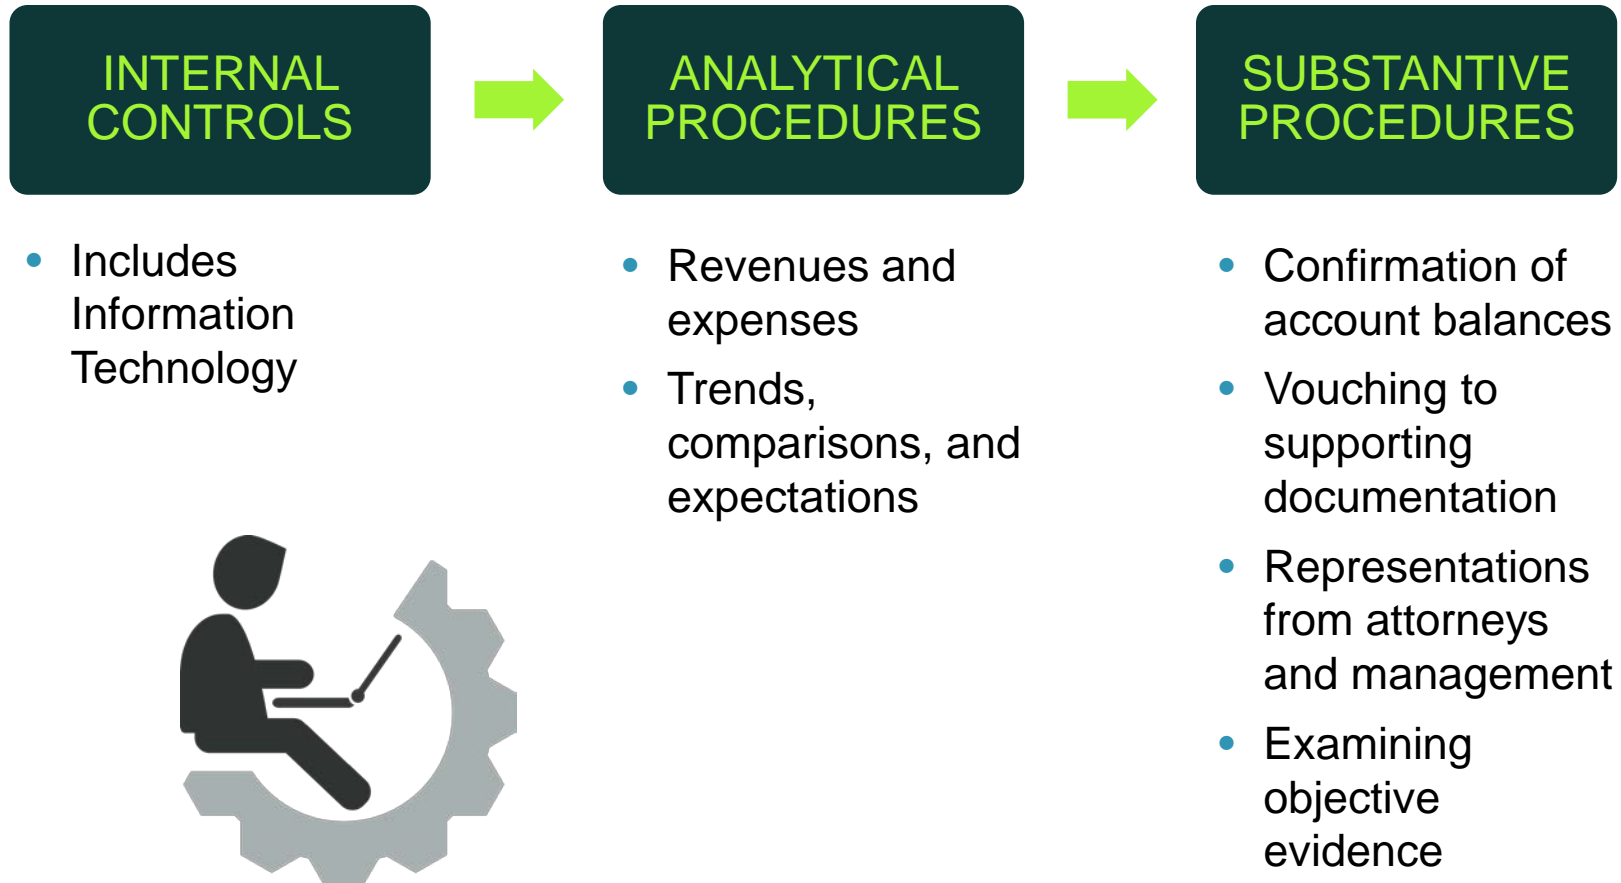 INTERNAL
CONTROLS
ANALYTICAL
PROCEDURES
SUBSTANTIVE
PROCEDURES
• Includes
Information
Technology
• Revenues and
expenses
• Trends,
comparisons, and
expectations
• Confirmation of
account balances
• Vouching to
supporting
documentation
• Representations
from attorneys
and management
• Examining
objective
evidence